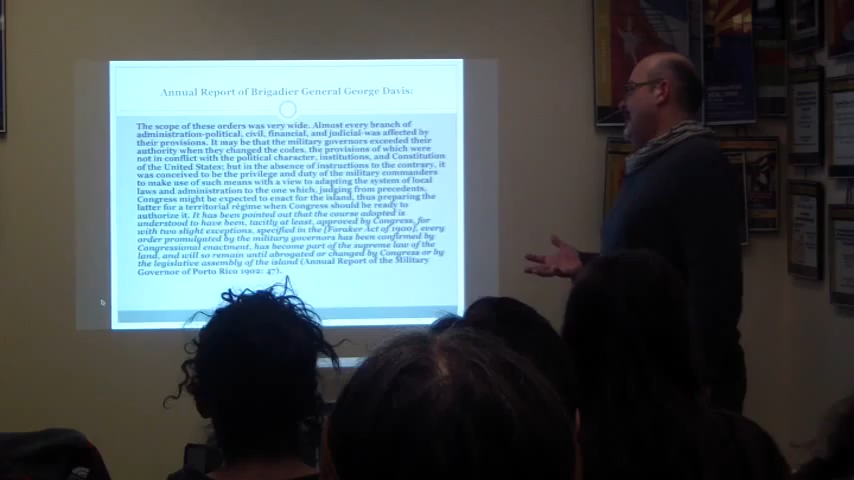 Annual Report of Brigadier General George Davis:
The scope of these orders was very wide. Almost every branch of
administration-political, civil, financial, and judicial-was affected by
their provisions. It may be that the military governors exceeded their
authority when they changed the codes, the provisions of which were
not in conflict with the political character, institutions, and Constitution
of the United States; but in the absence of instructions to the contrary, it
was conceived to be the privilege and duty of the military commanders
to make use of such means with a view to adapting the system of local
laws and administration to the one which, judging from precedents,
Congress might be expected to enact for the island, thus preparing the
latter for a territorial régime when Congress should be ready to
authorize it. It has been pointed out that the course adopted is
understood to have been, tacitly at least, approved by Congress, for
with two slight exceptions, specified in the [Foraker Act of 1900], every
order promulgated by the military governors has been confirmed by
Congressional enactment, has become part of the supreme law of the
land, and will so remain until abrogated or changed by Congress or by
the legislative assembly of the island (Annual Report of the Military
Governor of Porto Rico 1902: 47).